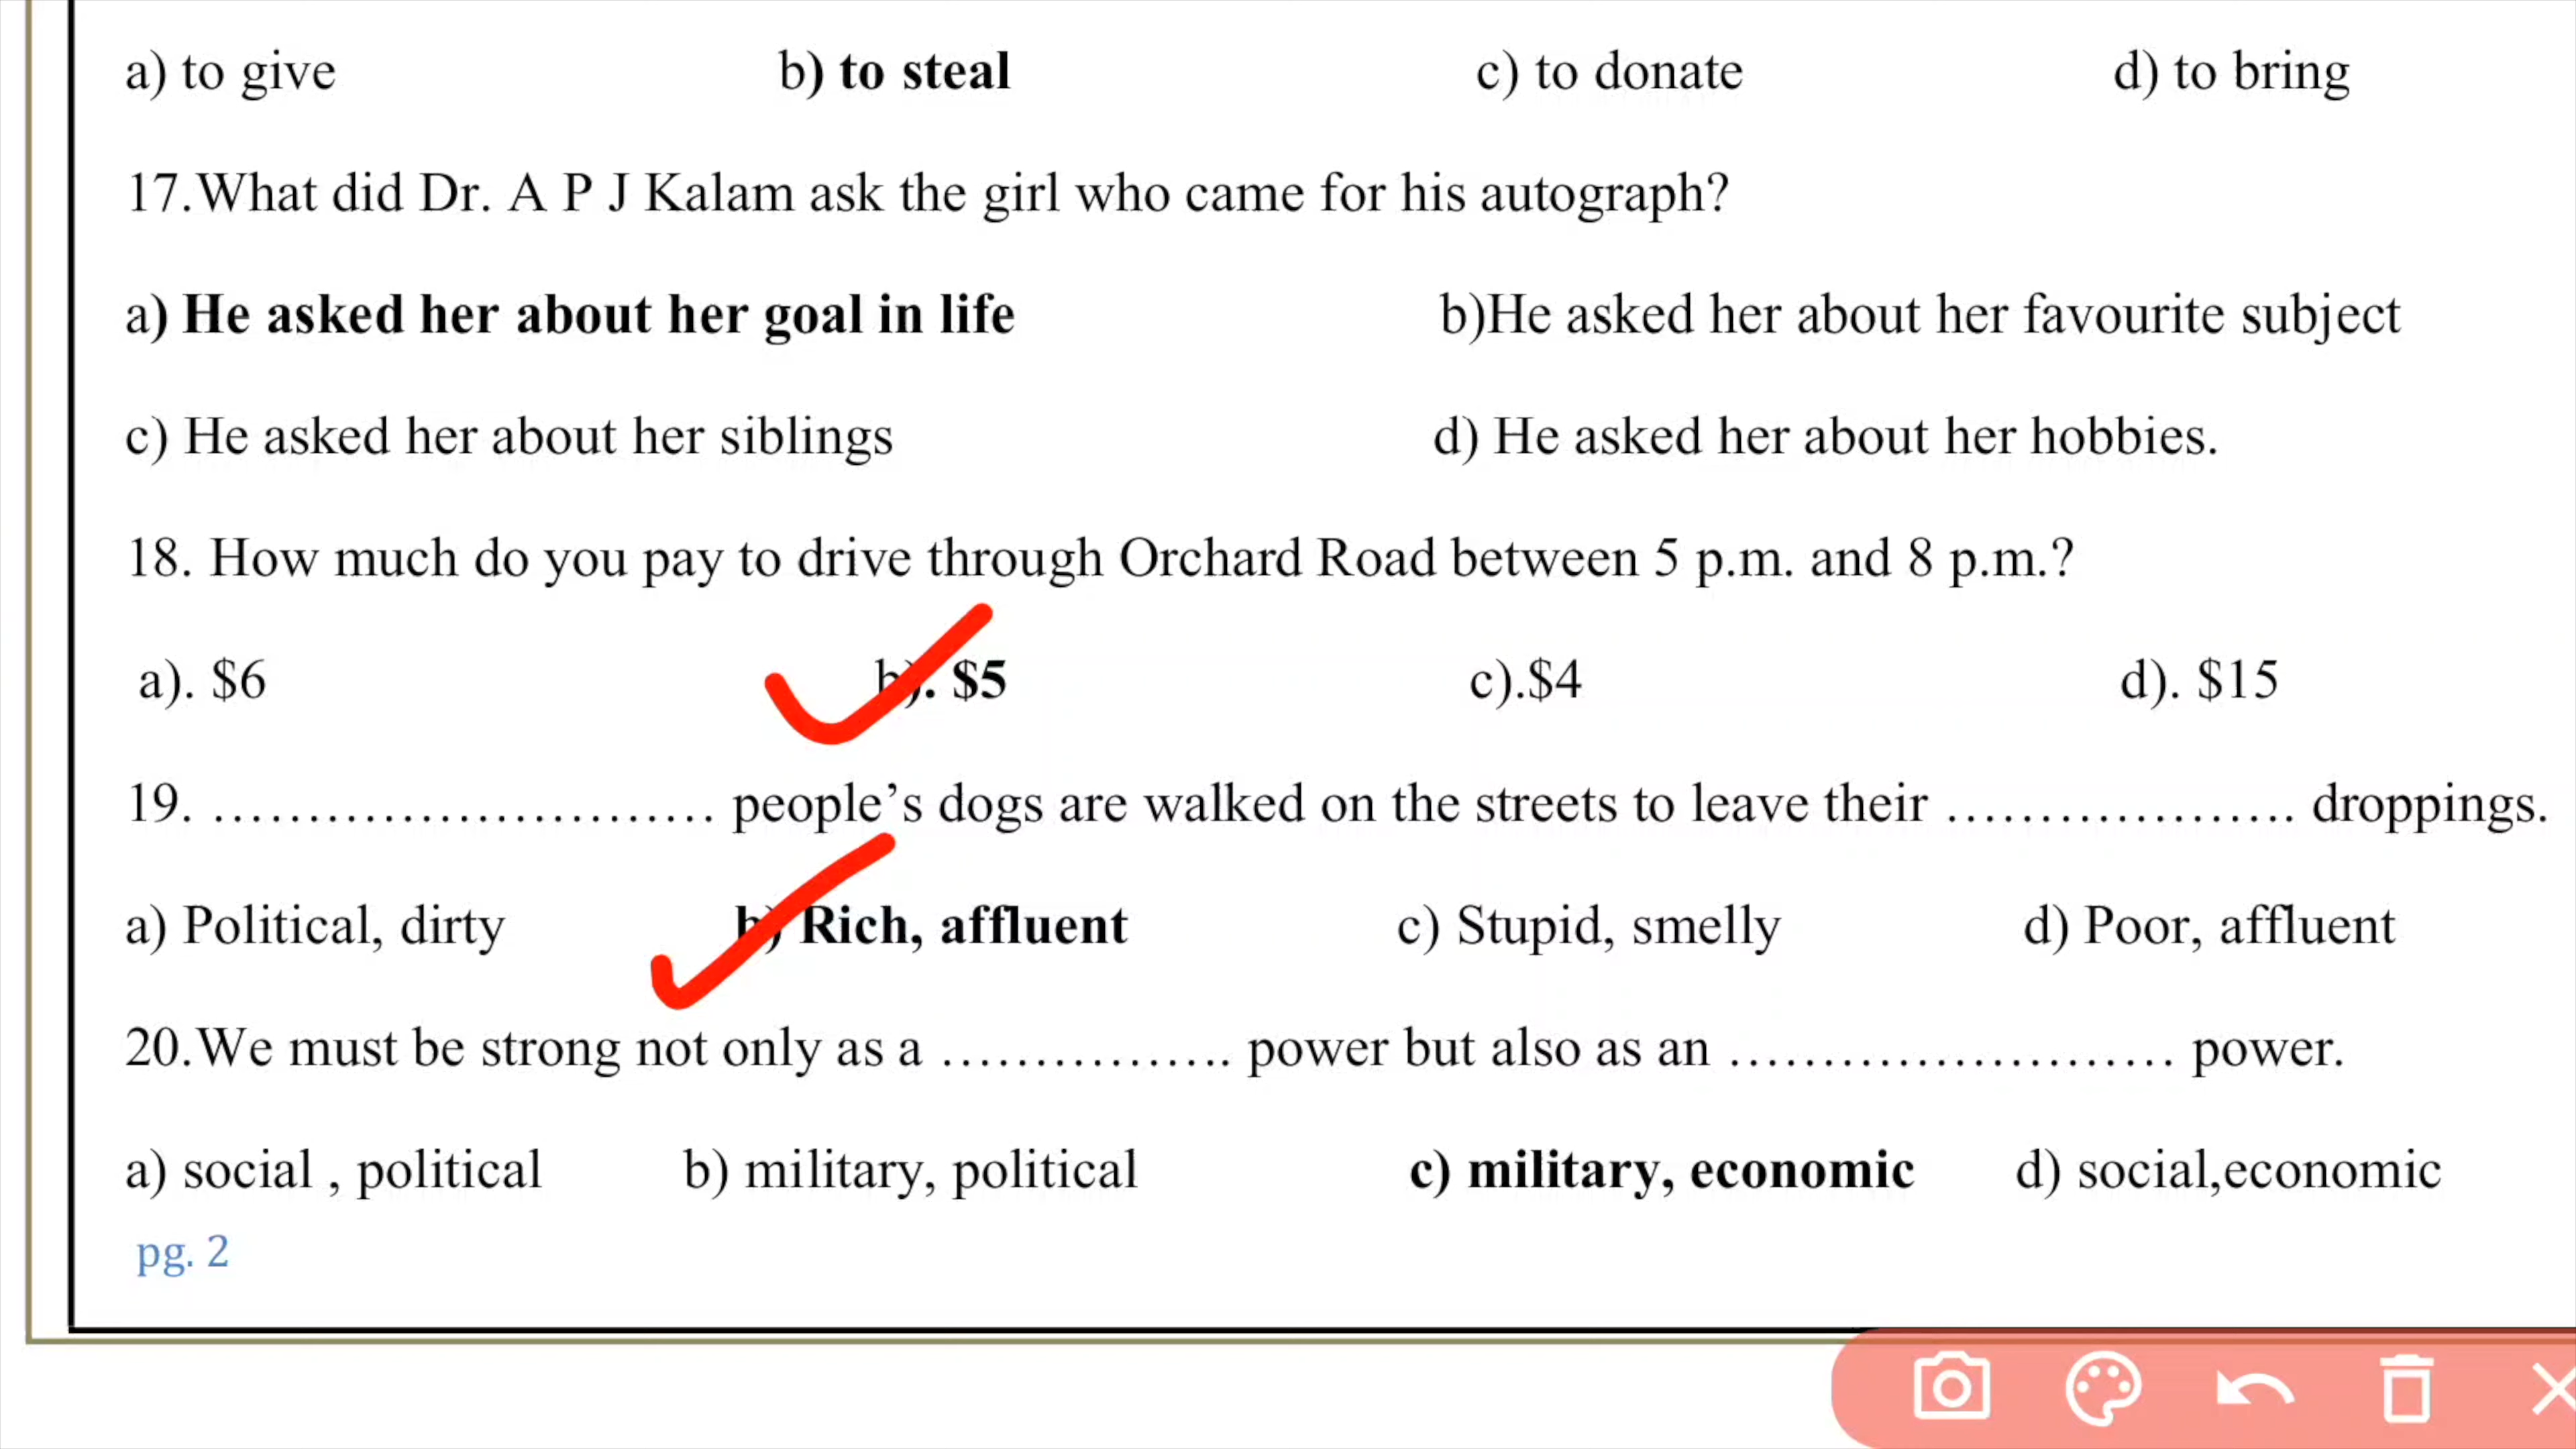 a) to give b) to steal c) to donate d) to bring
17.What did Dr. A P J Kalam ask the girl who came for his autograph?
a) He asked her about her goal in life b)He asked her about her favourite subject
c) He asked her about her siblings d) He asked her about her hobbies.
18. How much do you pay to drive through Orchard Road between 5 p.m. and 8 p.m.?
a). $6 b). $5 c).$4 d). $15
19. ........................... people's dogs are walked on the streets to leave their ................... droppings.
a) Political, dirty b) Rich, affluent c) Stupid, smelly d) Poor, affluent
20.We must be strong not only as a ................ power but also as an ........................ power.
a) social , political b) military, political c) military, economic d) social,economic
pg. 2